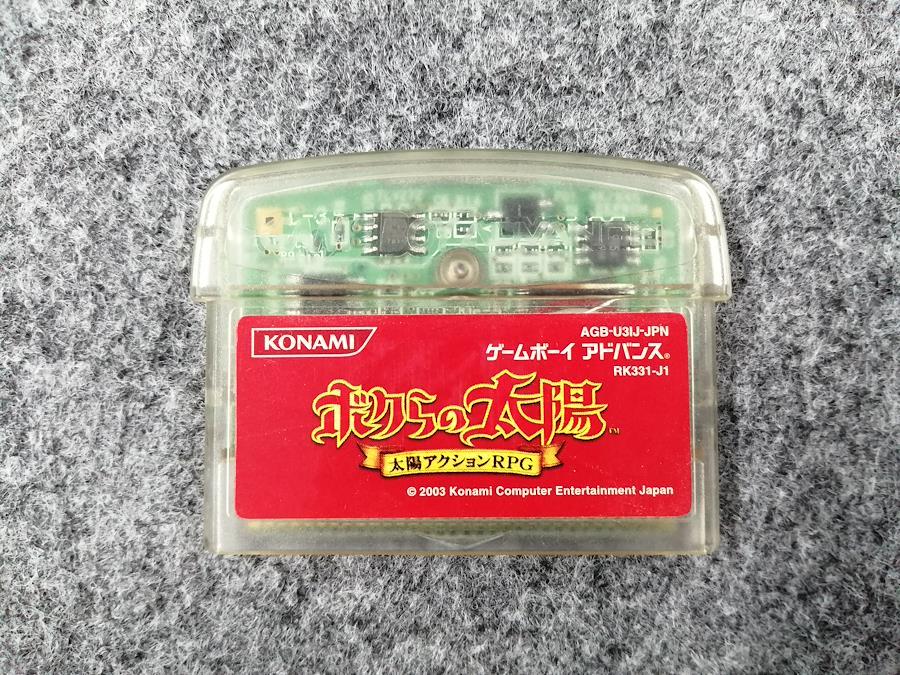 KONAMI
AGB-U3IJ-JPN
ゲームボーイ アドバンス®
RK331-J1
ボクらの太陽™
太陽アクションRPG
© 2003 Konami Computer Entertainment Japan